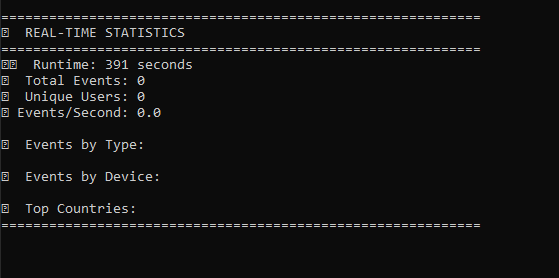 ============================================================
⍰  REAL-TIME STATISTICS
============================================================
⍰⍰  Runtime: 391 seconds
⍰  Total Events: 0
⍰  Unique Users: 0
⍰ Events/Second: 0.0
⍰  Events by Type:
⍰  Events by Device:
⍰  Top Countries:
============================================================